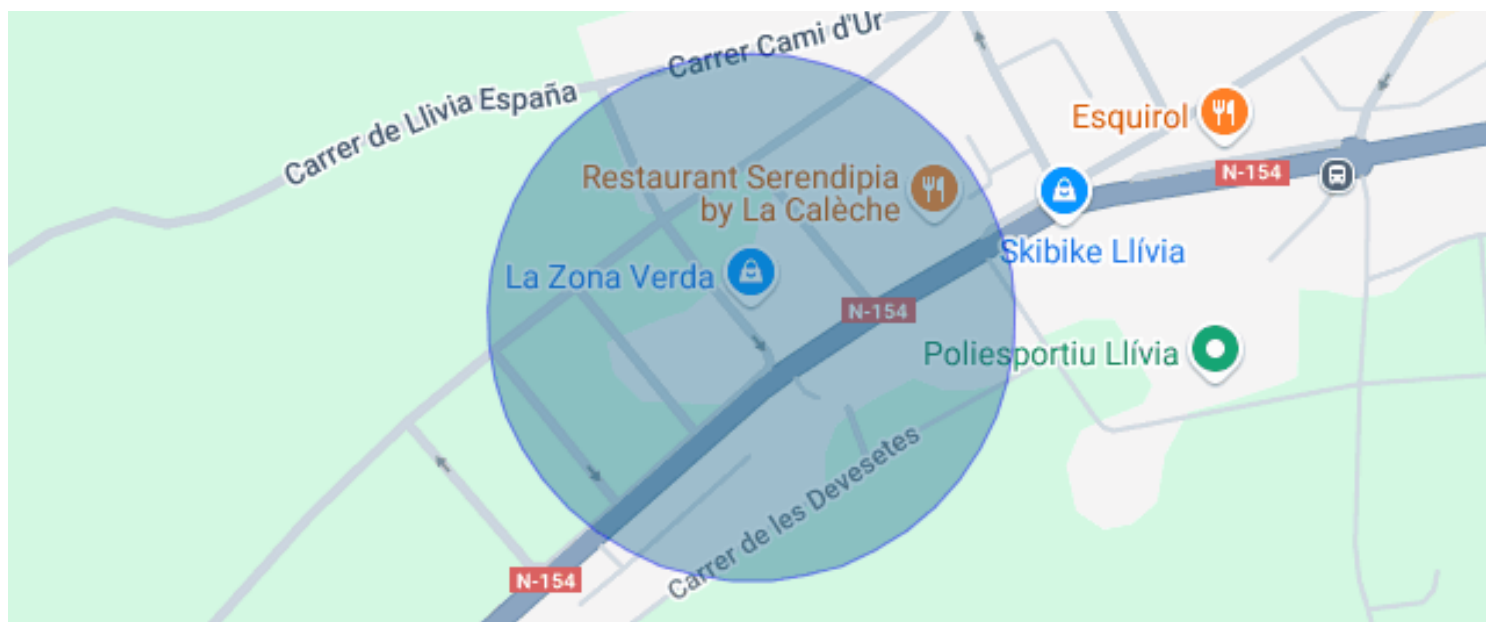 Carrer Cami d'Ur
Carrer de Llivia España
Esquirol
N-154
Restaurant Serendipia
by La Calèche
Skibike Llívia
La Zona Verda
N-154
Poliesportiu Llívia
Carrer de les Devesetes
N-154